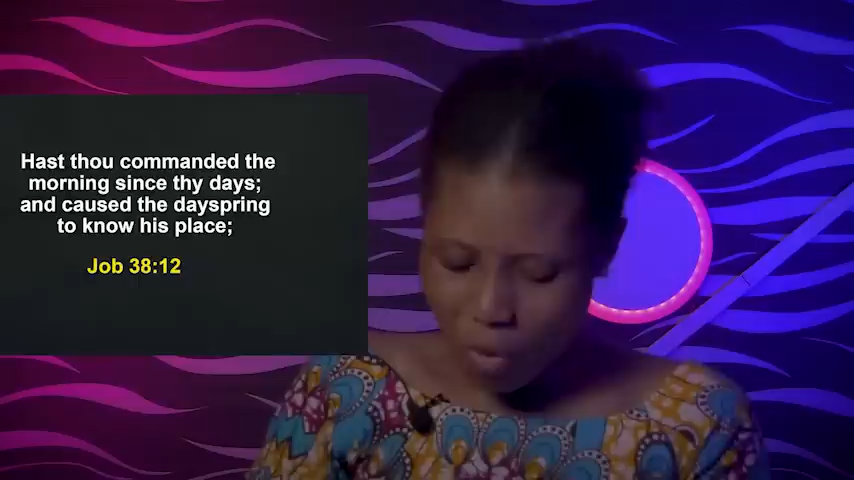 Hast thou commanded the
morning since thy days;
and caused the dayspring
to know his place;
Job 38:12